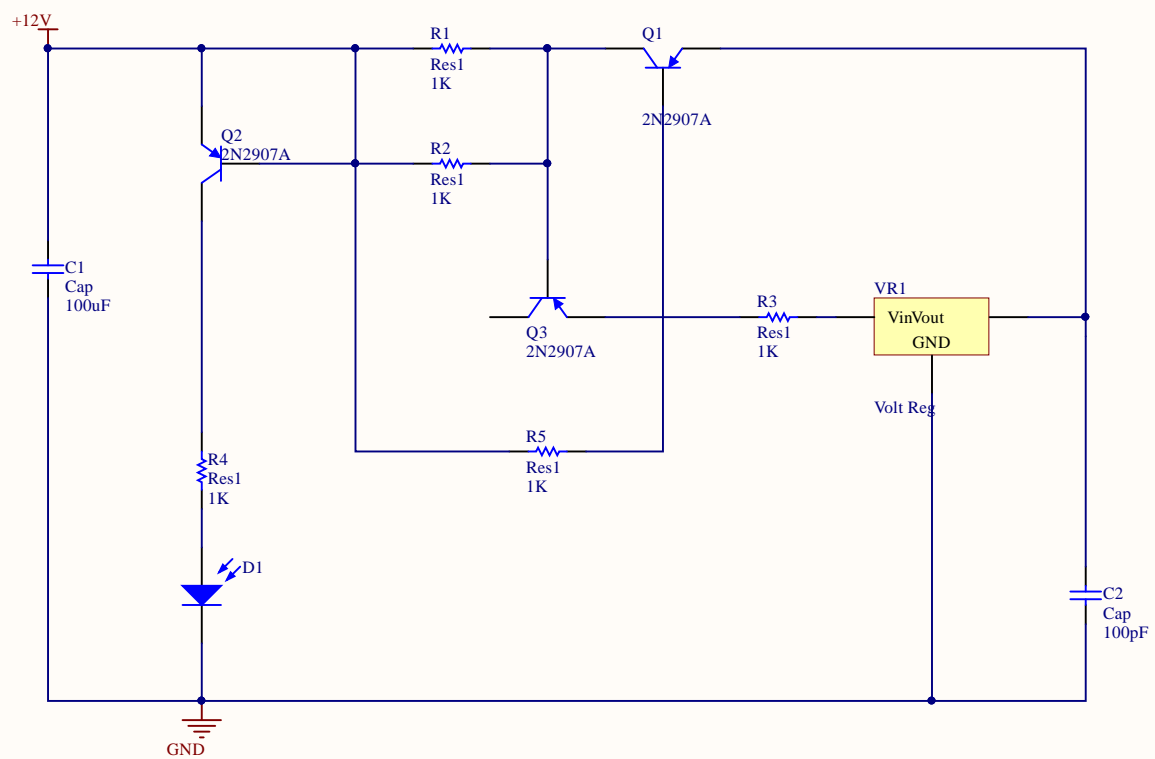 +12V
R1
Res1
1K
Q1
2N2907A
Q2
2N2907A
R2
Res1
1K
C1
Cap
100uF
Q3
2N2907A
R3
Res1
1K
VR1
VinVout
GND
Volt Reg
R5
Res1
1K
R4
Res1
1K
D1
C2
Cap
100pF
GND